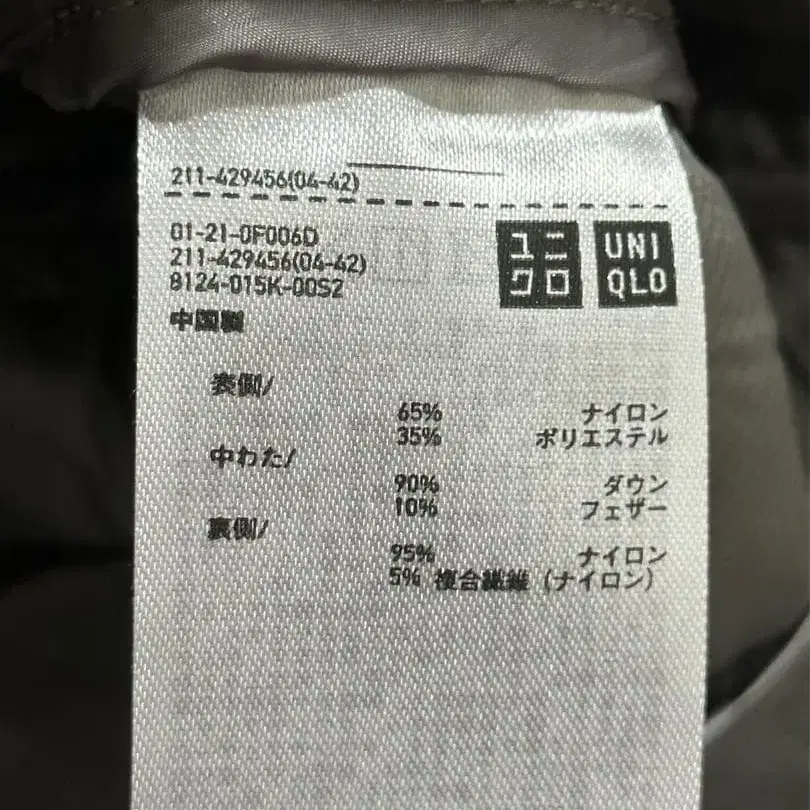 211-429456(04-42)
01-21-0F006D
211-429456(04-42)
8124-015K-00S2
中国製
ユニ
クロ
UNI
QLO
表側/
65% ナイロン
35% ポリエステル
中わた/
90% ダウン
10% フェザー
裏側/
95% ナイロン
5% 複合繊維 (ナイロン)